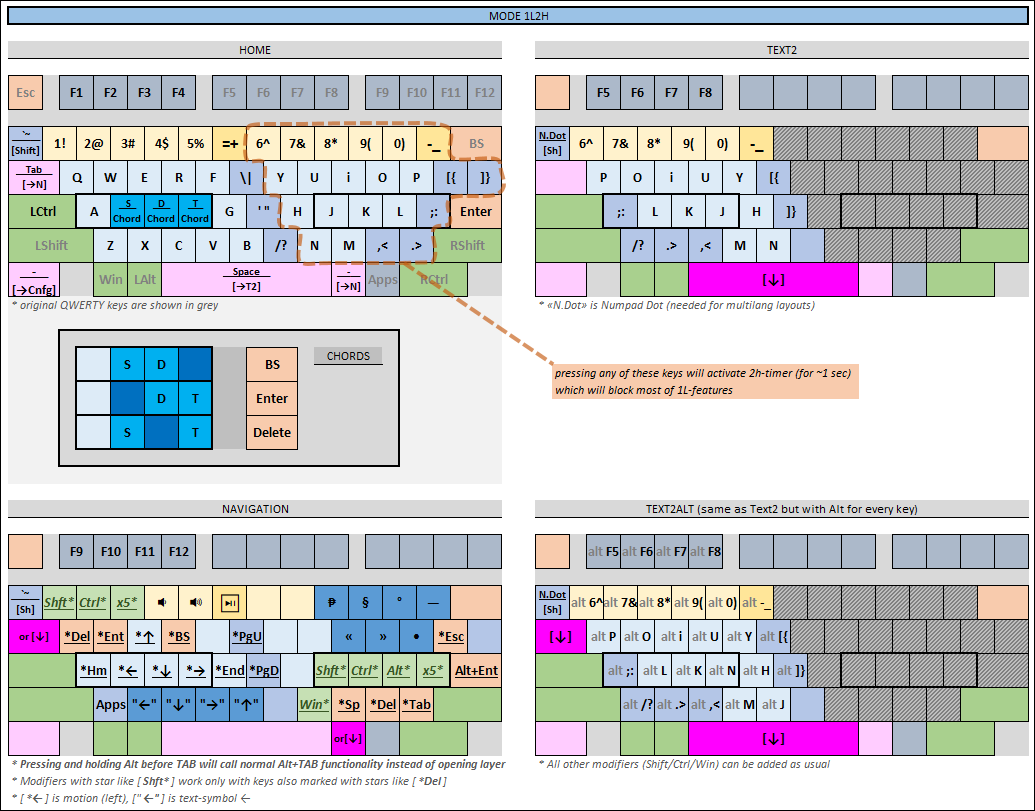 MODE 1L2H
HOME
Esc F1 F2 F3 F4 F5 F6 F7 F8 F9 F10 F11 F12
`~ [Shift] 1! 2@ 3# 4$ 5% =+ 6^ 7& 8* 9( 0) -_ BS
Tab [→N] Q W E R F \| Y U i O P [{ ]}
LCtrl A S Chord D Chord T Chord G ' " H J K L ;: Enter
LShift Z X C V B /? N M ,< .> RShift
- [→Cnfg] Win LAlt Space [→T2] - [→N] Apps RCtrl
* original QWERTY keys are shown in grey
CHORDS
S D BS
D T Enter
S T Delete
TEXT2
F5 F6 F7 F8
N.Dot [Sh] 6^ 7& 8* 9( 0) -_
P O i U Y [{
;: L K J H ]}
/? .> ,< M N
[↓]
* «N.Dot» is Numpad Dot (needed for multilang layouts)
pressing any of these keys will activate 2h-timer (for ~1 sec)
which will block most of 1L-features
NAVIGATION
F9 F10 F11 F12
`~ [Sh] Shft* Ctrl* x5* ₱ § ° —
or [↓] *Del *Ent *↑ *BS *PgU « » • *Esc
*Hm *← *↓ *→ *End *PgD Shft* Ctrl* Alt* x5* Alt+Ent
Apps "←" "↓" "→" "↑" Win* *Sp *Del *Tab
or[↓]
* Pressing and holding Alt before TAB will call normal Alt+TAB functionality instead of opening layer
* Modifiers with star like [ Shft* ] work only with keys also marked with stars like [ *Del ]
* [ *← ] is motion (left), [" ←" ] is text-symbol ←
TEXT2ALT (same as Text2 but with Alt for every key)
alt F5 alt F6 alt F7 alt F8
N.Dot [Sh] alt 6^ alt 7& alt 8* alt 9( alt 0) alt -_
[↓] alt P alt O alt i alt U alt Y alt [{
alt ;: alt L alt K alt N alt H alt ]}
alt /? alt .> alt ,< alt M alt J
[↓]
* All other modifiers (Shift/Ctrl/Win) can be added as usual